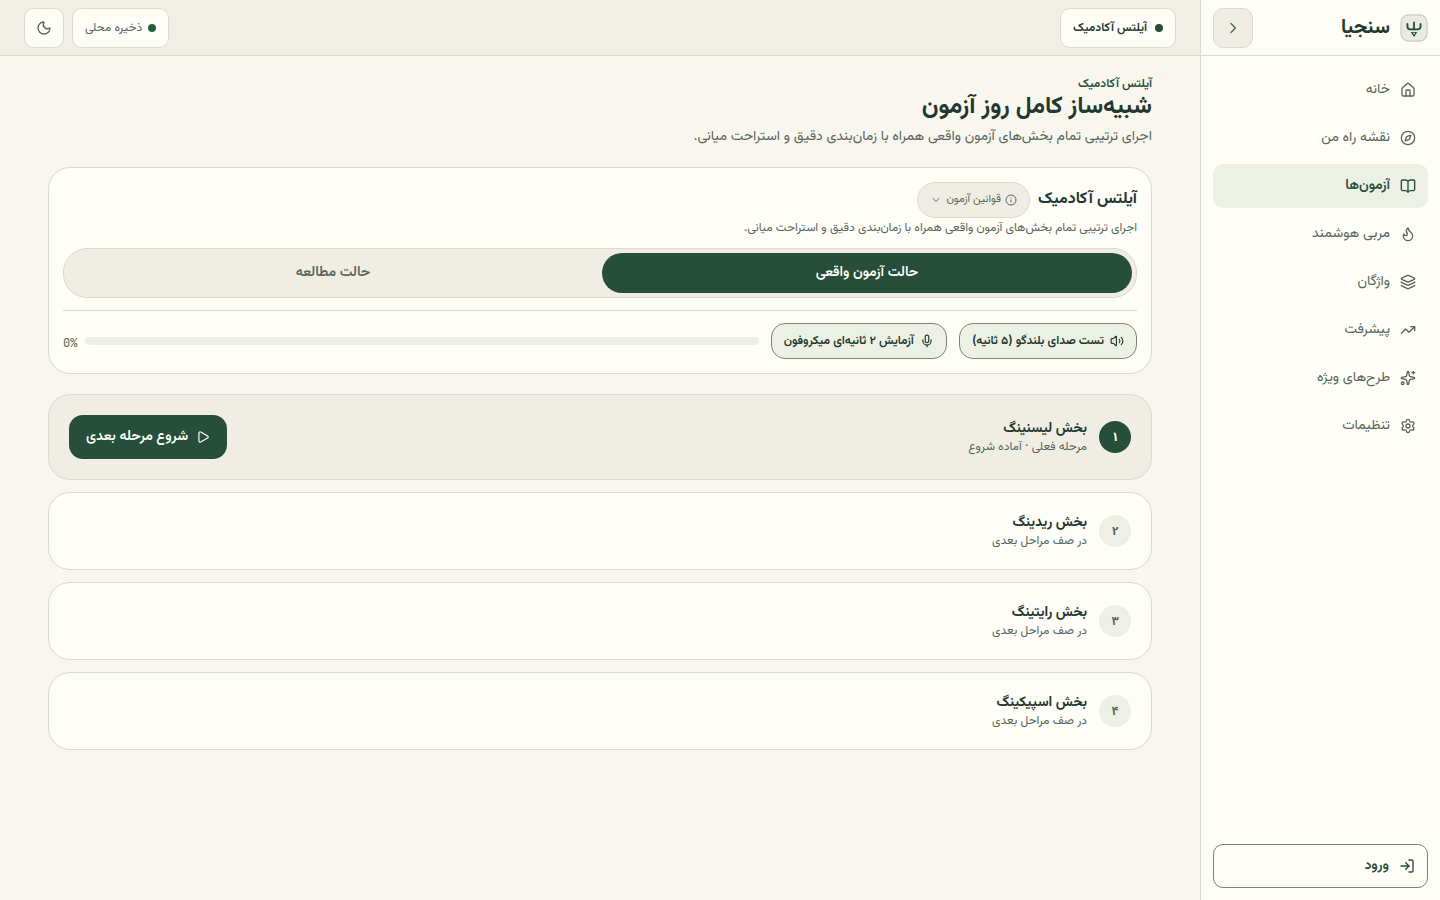 سنجیا
خانه
نقشه راه من
آزمون‌ها
مربی هوشمند
واژگان
پیشرفت
طرح‌های ویژه
تنظیمات
ورود
آیلتس آکادمیک
ذخیره محلی
آیلتس آکادمیک
شبیه‌ساز کامل روز آزمون
اجرای ترتیبی تمام بخش‌های آزمون واقعی همراه با زمان‌بندی دقیق و استراحت میانی.
آیلتس آکادمیک
قوانین آزمون
اجرای ترتیبی تمام بخش‌های آزمون واقعی همراه با زمان‌بندی دقیق و استراحت میانی.
حالت آزمون واقعی
حالت مطالعه
تست صدای بلندگو (۵ ثانیه)
آزمایش ۲ ثانیه‌ای میکروفون
0%
۱
بخش لیسنینگ
مرحله فعلی · آماده شروع
شروع مرحله بعدی
۲
بخش ریدینگ
در صف مراحل بعدی
۳
بخش رایتینگ
در صف مراحل بعدی
۴
بخش اسپیکینگ
در صف مراحل بعدی